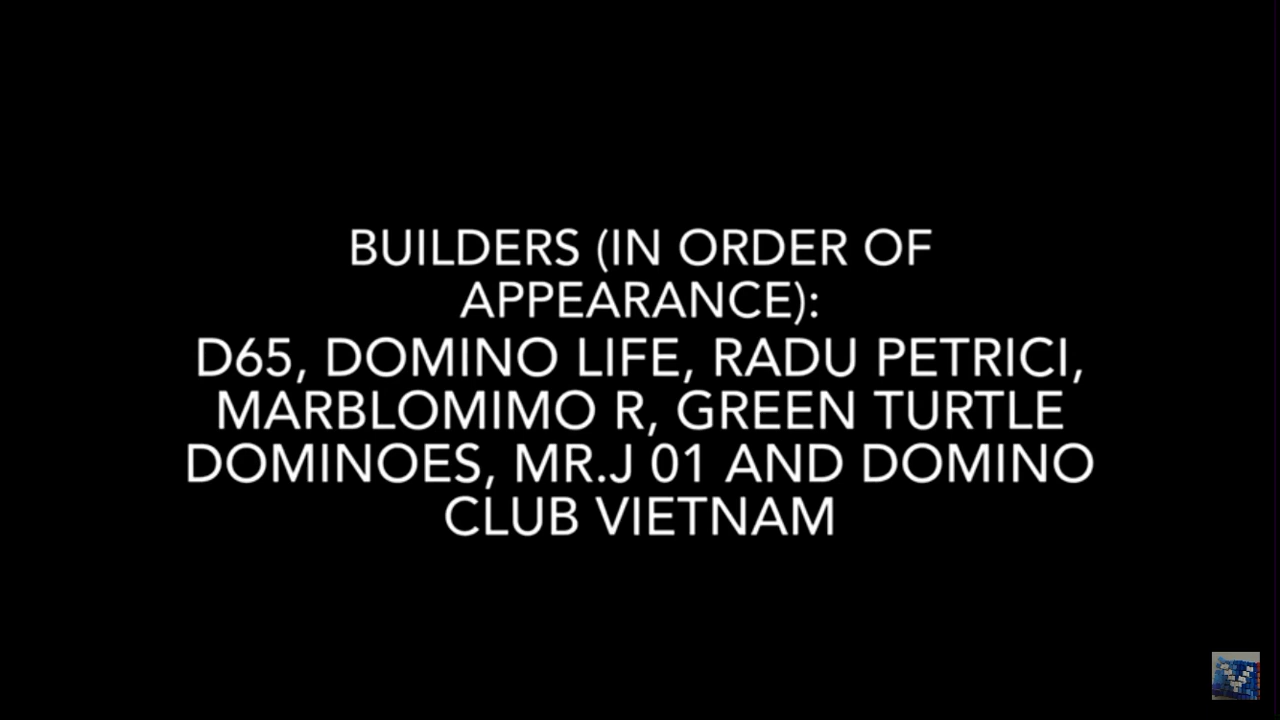 BUILDERS (IN ORDER OF
APPEARANCE):
D65, DOMINO LIFE, RADU PETRICI,
MARBLOMIMO R, GREEN TURTLE
DOMINOES, MR.J 01 AND DOMINO
CLUB VIETNAM